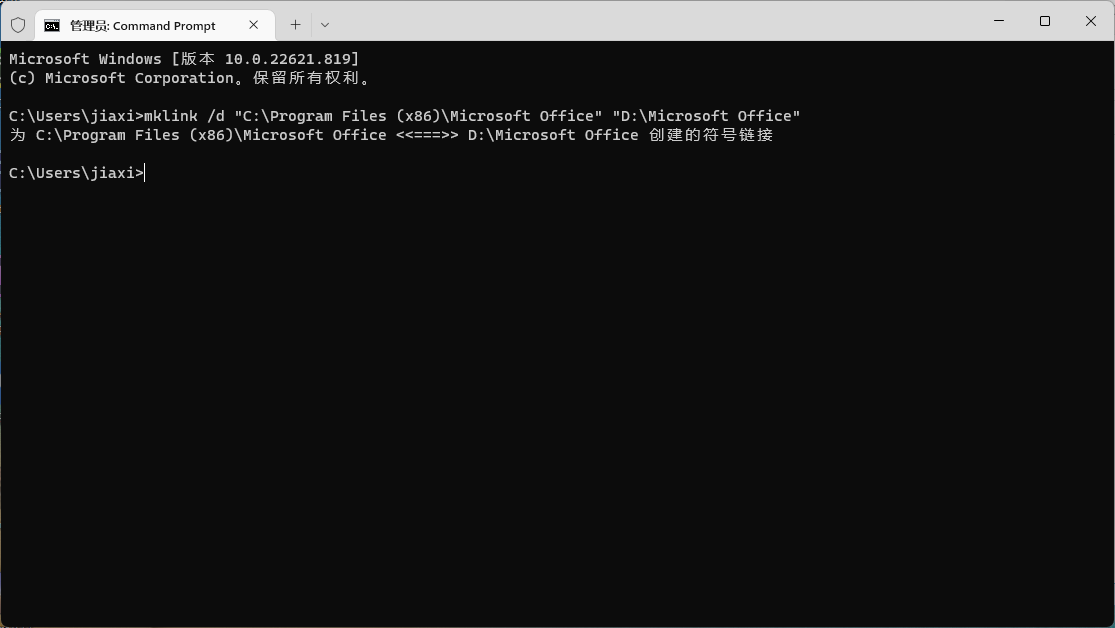 管理员: Command Prompt
Microsoft Windows [版本 10.0.22621.819]
(c) Microsoft Corporation。保留所有权利。
C:\Users\jiaxi>mklink /d "C:\Program Files (x86)\Microsoft Office" "D:\Microsoft Office"
为 C:\Program Files (x86)\Microsoft Office <<===>> D:\Microsoft Office 创建的符号链接
C:\Users\jiaxi>